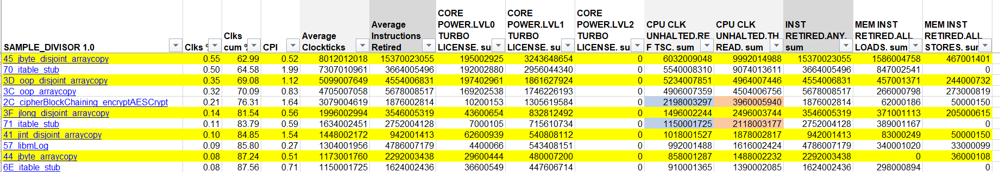 SAMPLE_DIVISOR 1.0 Clks % Clks cum % CPI Average Clockticks Average Instructions Retired CORE POWER.LVL0 TURBO LICENSE. su CORE POWER.LVL1 TURBO LICENSE. su CORE POWER.LVL2 TURBO LICENSE. su CPU CLK UNHALTED.RE F TSC. sum CPU CLK UNHALTED.TH READ. sum INST RETIRED.ANY. sum MEM INST RETIRED.ALL LOADS. sum MEM INST RETIRED.ALL STORES. sum
45_jbyte_disjoint_arraycopy 0.55 62.99 0.52 8012012018 15370023055 195002925 3243648654 0 6032009048 9992014988 15370023055 1586004758 467001401
70_itable_stub 0.50 64.58 1.99 7307010961 3664005496 192002880 2956044340 0 5540008310 9074013611 3664005496 847002541 0
3D_oop_disjoint_arraycopy 0.35 69.08 1.12 5099007649 4554006831 197402961 1861627924 0 5234007851 4964007446 4554006831 457001371 244000732
3C_oop_arraycopy 0.32 70.09 0.83 4705007058 5678008517 169202538 1746226193 0 4906007359 4504006756 5678008517 266000798 273000819
2C_cipherBlockChaining_encryptAESCrypt 0.21 76.31 1.64 3079004619 1876002814 10200153 1305619584 0 2198003297 3960005940 1876002814 62000186 50000150
3F_jlong_disjoint_arraycopy 0.14 81.54 0.56 1996002994 3546005319 43600654 832812492 0 1496002244 2496003744 3546005319 371001113 205000615
71_itable_stub 0.11 83.79 0.59 1634002451 2752004128 7000105 715610734 0 1150001725 2118003177 2752004128 389001167 0
41_jint_disjoint_arraycopy 0.10 84.85 1.54 1448002172 942001413 62600939 540808112 0 1018001527 1878002817 942001413 83000249 50000150
57_libmLog 0.09 85.80 0.27 1304001956 4786007179 4400066 543408151 0 992001488 1616002424 4786007179 340001020 33000099
44_jbyte_arraycopy 0.08 87.24 0.51 1173001760 2292003438 29600444 480007200 0 858001287 1488002232 2292003438 0 36000108
6E_itable_stub 0.08 87.56 0.71 1150001725 1624002436 36600549 447606714 0 910001365 1390002085 1624002436 298000894 0